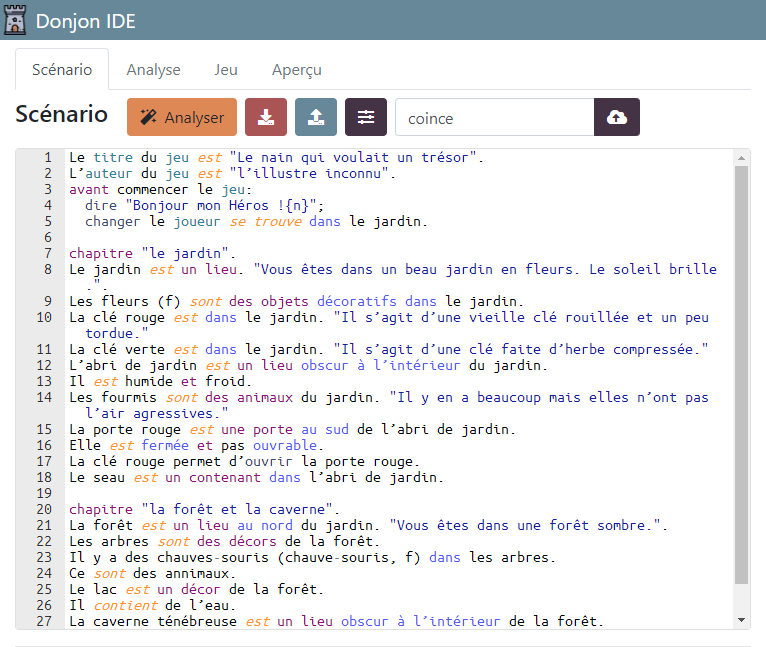 Donjon IDE
Scénario Analyse Jeu Aperçu
Scénario Analyser coince
1 Le titre du jeu est "Le nain qui voulait un trésor".
2 L’auteur du jeu est "l’illustre inconnu".
3 avant commencer le jeu:
4 dire "Bonjour mon Héros !{n}";
5 changer le joueur se trouve dans le jardin.
6
7 chapitre "le jardin".
8 Le jardin est un lieu. "Vous êtes dans un beau jardin en fleurs. Le soleil brille
.".
9 Les fleurs (f) sont des objets décoratifs dans le jardin.
10 La clé rouge est dans le jardin. "Il s’agit d’une vieille clé rouillée et un peu
tordue."
11 La clé verte est dans le jardin. "Il s’agit d’une clé faite d’herbe compressée."
12 L’abri de jardin est un lieu obscur à l’intérieur du jardin.
13 Il est humide et froid.
14 Les fourmis sont des animaux du jardin. "Il y en a beaucoup mais elles n’ont pas
l’air agressives."
15 La porte rouge est une porte au sud de l’abri de jardin.
16 Elle est fermée et pas ouvrable.
17 La clé rouge permet d’ouvrir la porte rouge.
18 Le seau est un contenant dans l’abri de jardin.
19
20 chapitre "la forêt et la caverne".
21 La forêt est un lieu au nord du jardin. "Vous êtes dans une forêt sombre.".
22 Les arbres sont des décors de la forêt.
23 Il y a des chauves-souris (chauve-souris, f) dans les arbres.
24 Ce sont des annimaux.
25 Le lac est un décor de la forêt.
26 Il contient de l’eau.
27 La caverne ténébreuse est un lieu obscur à l’intérieur de la forêt.